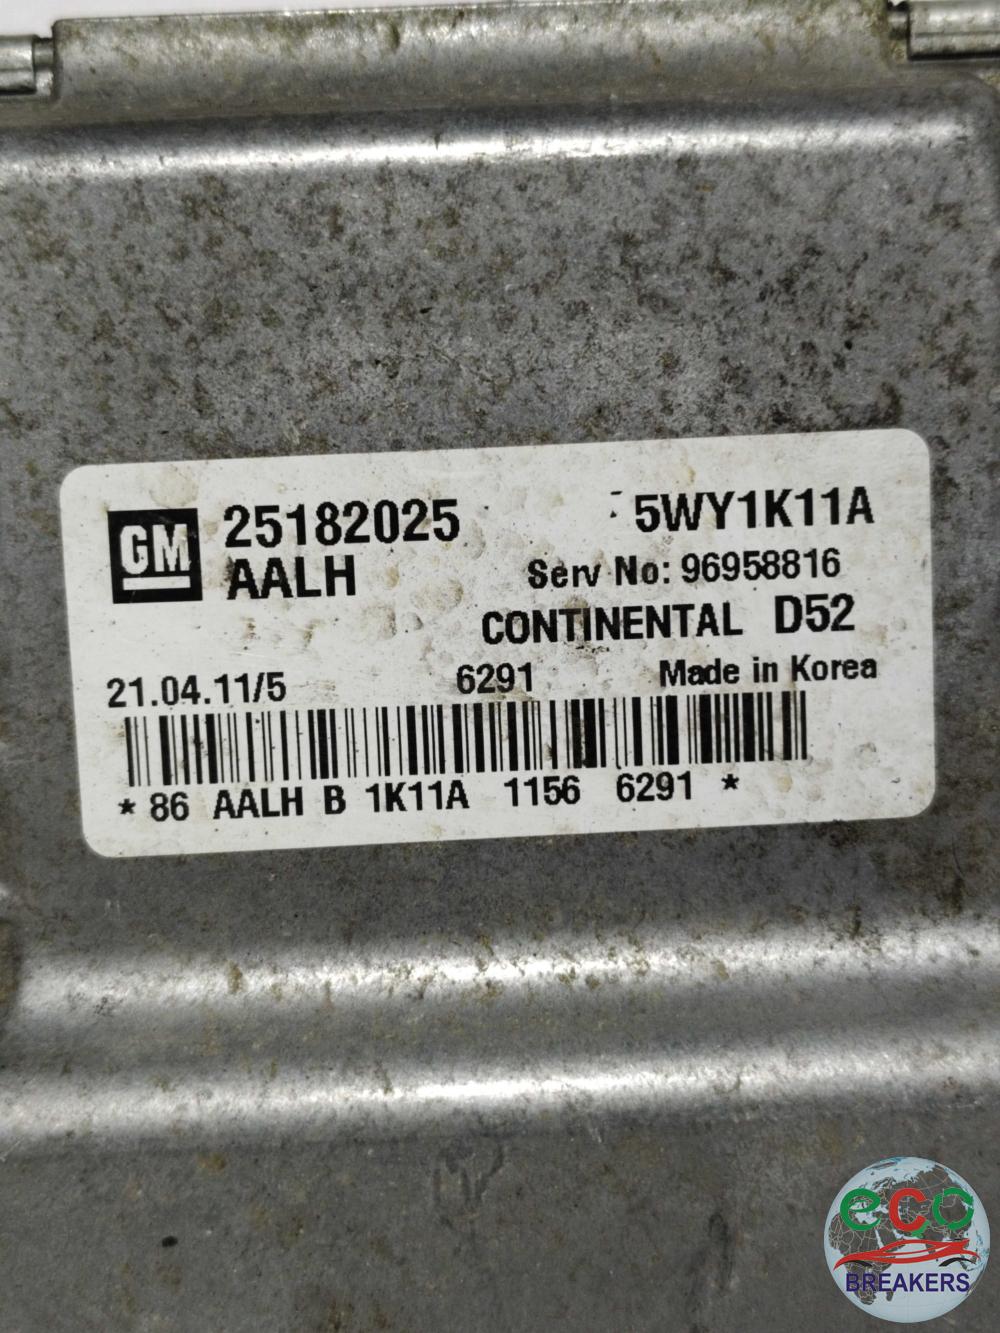 GM 25182025 5WY1K11A
AALH Serv No: 96958816
CONTINENTAL D52
21.04.11/5 6291 Made in Korea
* 86 AALH B 1K11A 1156 6291 *
eco
BREAKERS